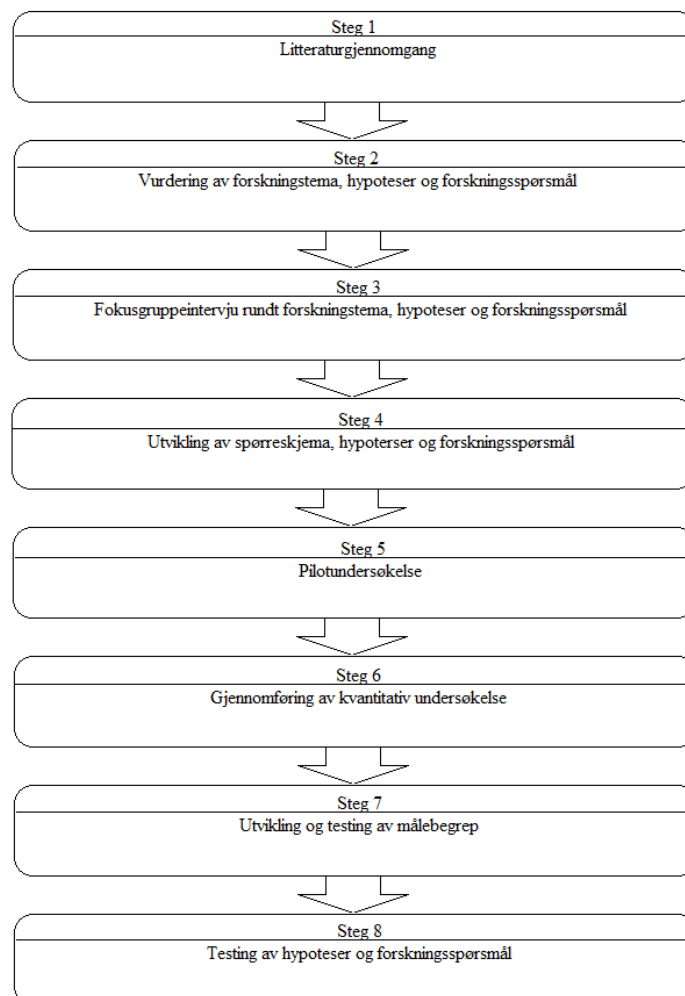 Steg 1
Litteraturgjennomgang
Steg 2
Vurdering av forskningstema, hypoteser og forskningsspørsmål
Steg 3
Fokusgruppeintervju rundt forskningstema, hypoteser og forskningsspørsmål
Steg 4
Utvikling av spørreskjema, hypoterser og forskningsspørsmål
Steg 5
Pilotundersøkelse
Steg 6
Gjennomføring av kvantitativ undersøkelse
Steg 7
Utvikling og testing av målebegrep
Steg 8
Testing av hypoteser og forskningsspørsmål